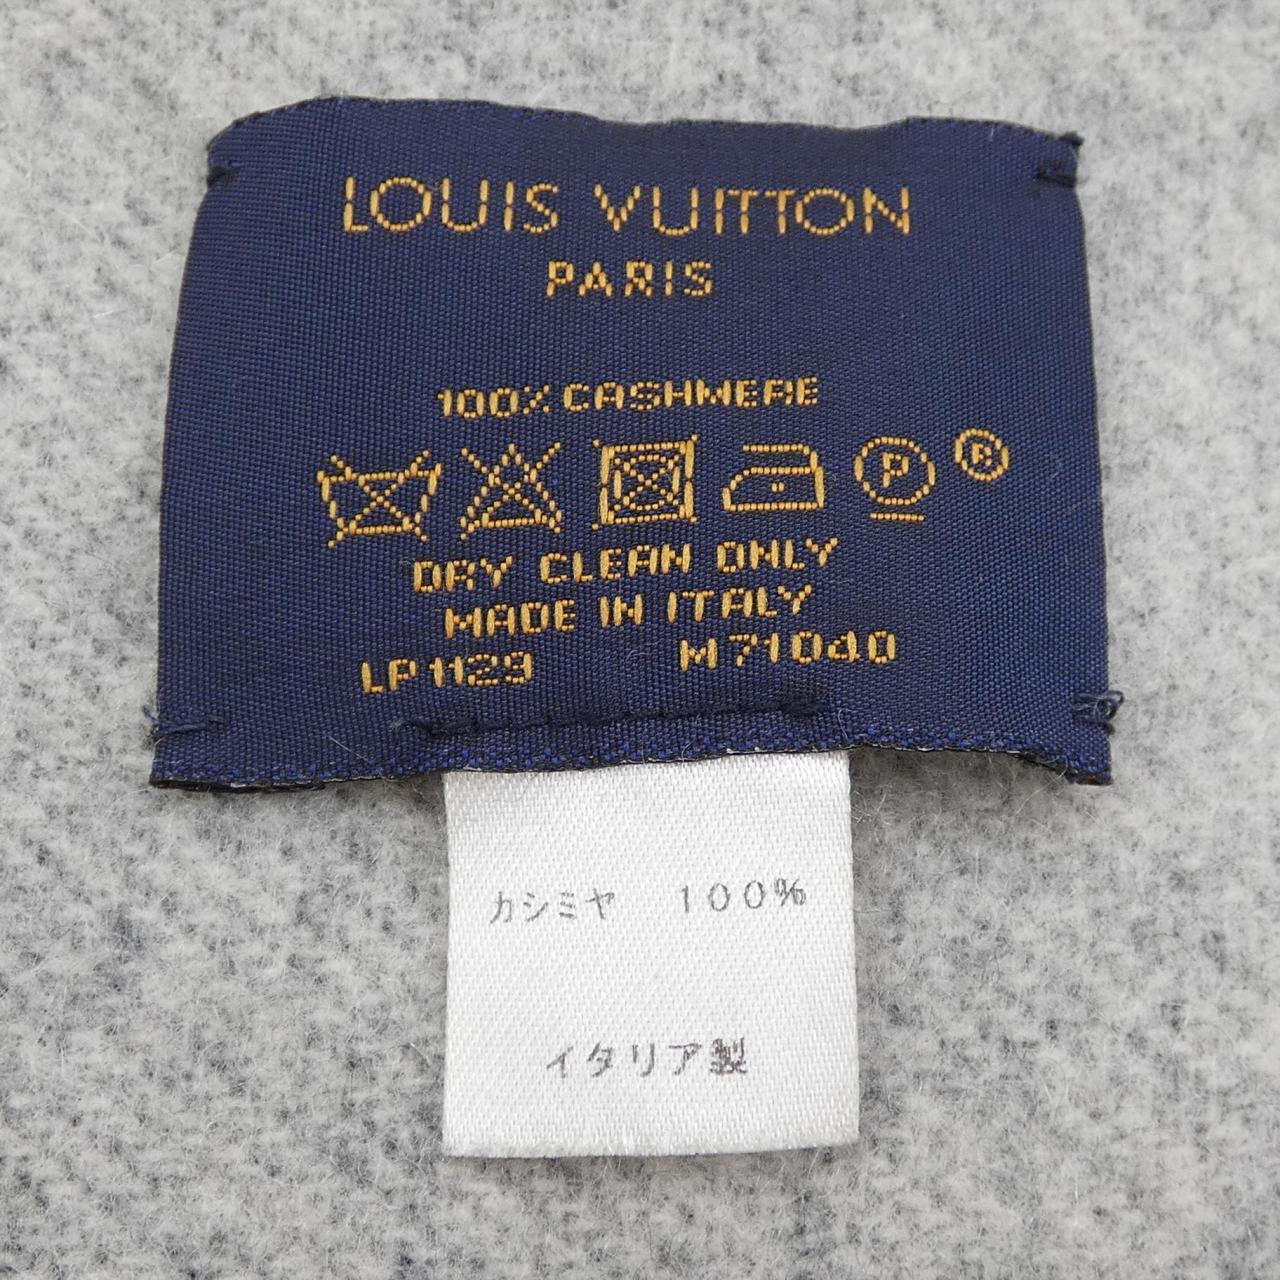 LOUIS VUITTON
PARIS
100% CASHMERE
P ®
DRY CLEAN ONLY
MADE IN ITALY
LP1129 M71040
カシミヤ 100%
イタリア製